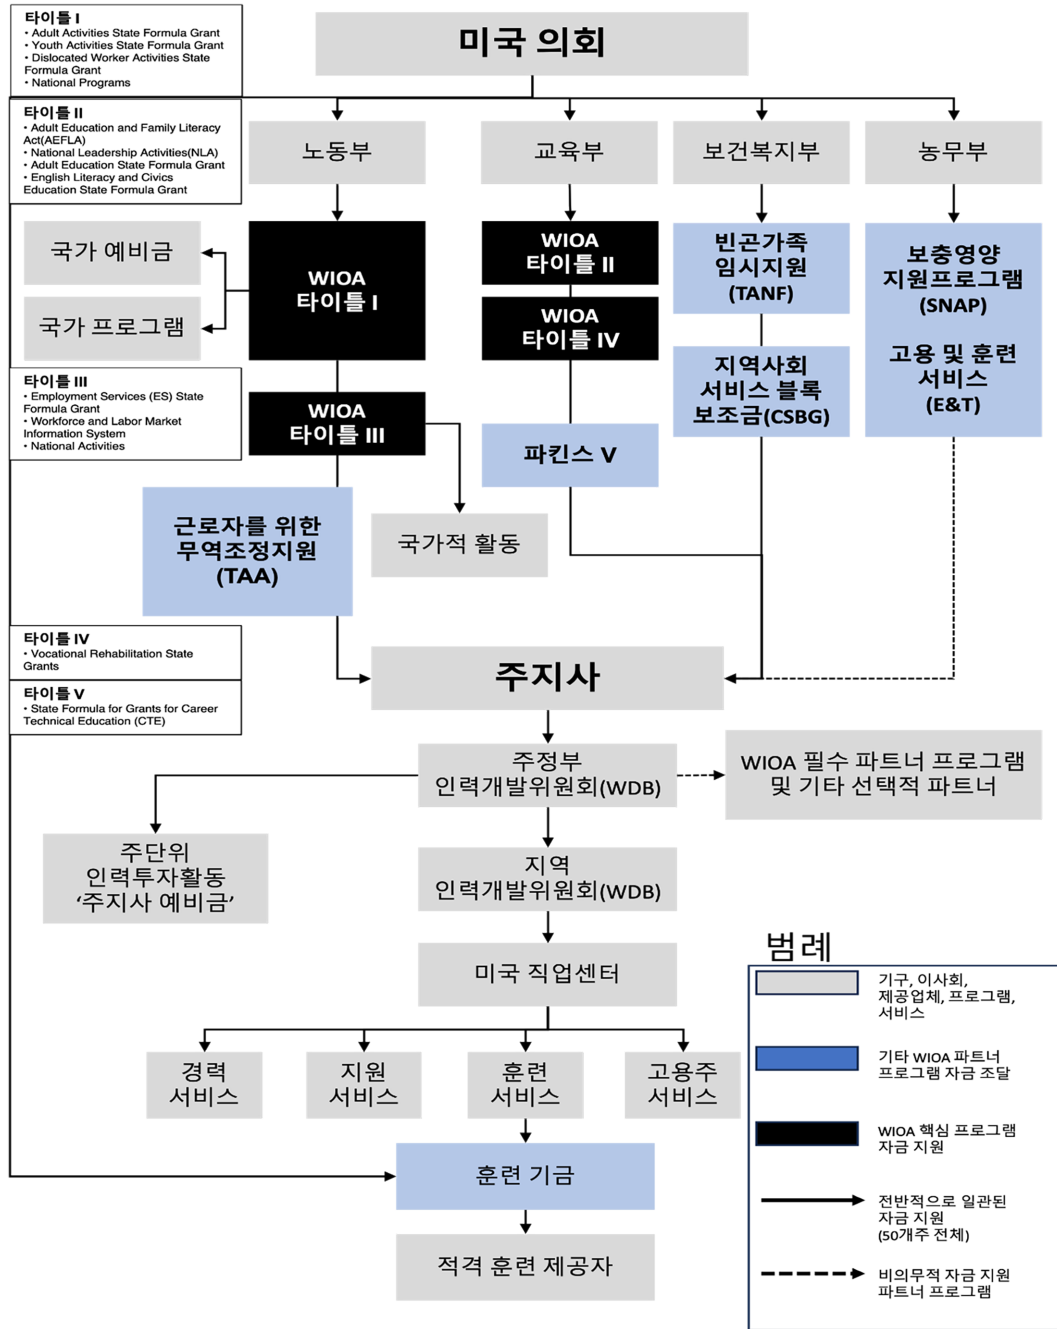 타이틀 I
• Adult Activities State Formula Grant
• Youth Activities State Formula Grant
• Dislocated Worker Activities State
Formula Grant
• National Programs
미국 의회
타이틀 II
• Adult Education and Family Literacy
Act(AEFLA)
• National Leadership Activities(NLA)
• Adult Education State Formula Grant
• English Literacy and Civics
Education State Formula Grant
노동부
교육부
보건복지부
농무부
국가 예비금
국가 프로그램
WIOA
타이틀 I
WIOA
타이틀 II
WIOA
타이틀 IV
빈곤가족
임시지원
(TANF)
보충영양
지원프로그램
(SNAP)
고용 및 훈련
서비스
(E&T)
지역사회
서비스 블록
보조금(CSBG)
타이틀 III
• Employment Services (ES) State
Formula Grant
• Workforce and Labor Market
Information System
• National Activities
WIOA
타이틀 III
파킨스 V
근로자를 위한
무역조정지원
(TAA)
국가적 활동
타이틀 IV
• Vocational Rehabilitation State
Grants
타이틀 V
• State Formula for Grants for Career
Technical Education (CTE)
주지사
주정부
인력개발위원회(WDB)
WIOA 필수 파트너 프로그램
및 기타 선택적 파트너
주단위
인력투자활동
‘주지사 예비금’
지역
인력개발위원회(WDB)
미국 직업센터
경력
서비스
지원
서비스
훈련
서비스
고용주
서비스
훈련 기금
적격 훈련 제공자
범례
기구, 이사회,
제공업체, 프로그램,
서비스
기타 WIOA 파트너
프로그램 자금 조달
WIOA 핵심 프로그램
자금 지원
전반적으로 일관된
자금 지원
(50개주 전체)
비의무적 자금 지원
파트너 프로그램